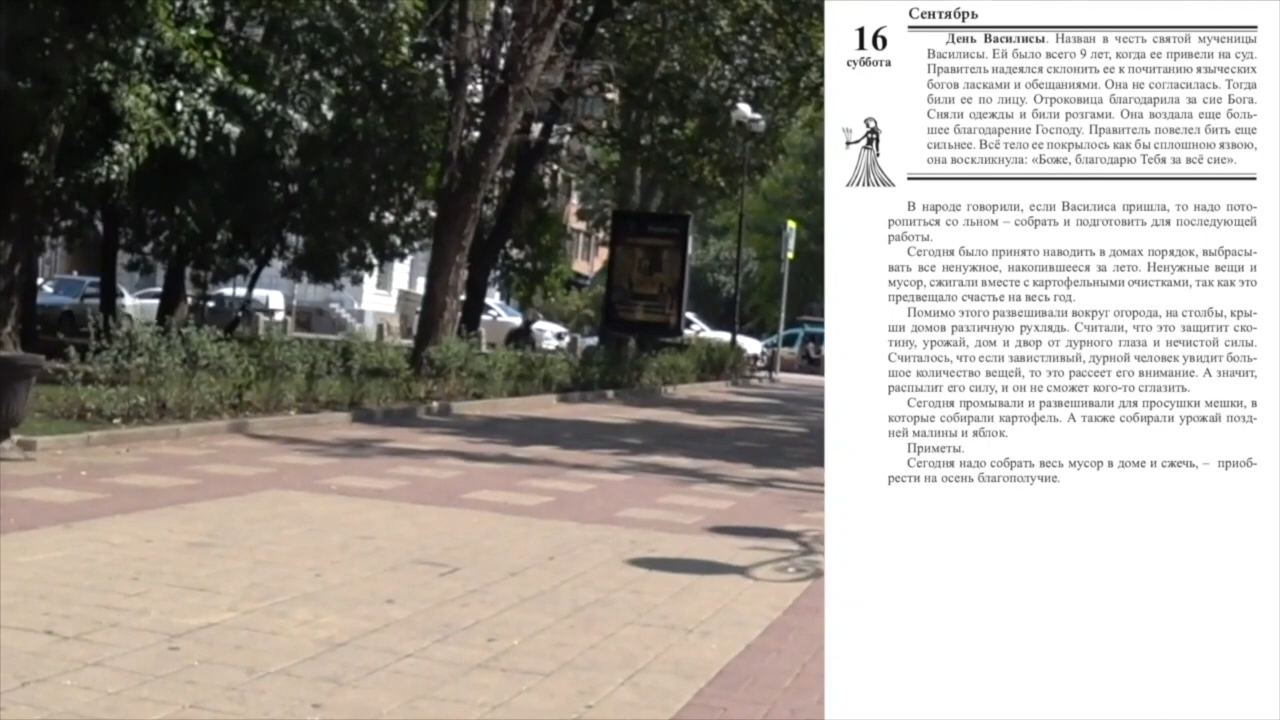 Сентябрь
16
суббота
День Василисы. Назван в честь святой мученицы
Василисы. Ей было всего 9 лет, когда ее привели на суд.
Правитель надеялся склонить ее к почитанию языческих
богов ласками и обещаниями. Она не согласилась. Тогда
били ее по лицу. Отроковица благодарила за сие Бога.
Сняли одежды и били розгами. Она воздала еще боль-
шее благодарение Господу. Правитель повелел бить еще
сильнее. Всё тело ее покрылось как бы сплошною язвою,
она воскликнула: «Боже, благодарю Тебя за всё сие».
В народе говорили, если Василиса пришла, то надо пото-
ропиться со льном – собрать и подготовить для последующей
работы.
Сегодня было принято наводить в домах порядок, выбрасы-
вать все ненужное, накопившееся за лето. Ненужные вещи и
мусор, сжигали вместе с картофельными очистками, так как это
предвещало счастье на весь год.
Помимо этого развешивали вокруг огорода, на столбы, кры-
ши домов различную рухлядь. Считали, что это защитит ско-
тину, урожай, дом и двор от дурного глаза и нечистой силы.
Считалось, что если завистливый, дурной человек увидит боль-
шое количество вещей, то это рассеет его внимание. А значит,
распылит его силу, и он не сможет кого-то сглазить.
Сегодня промывали и развешивали для просушки мешки, в
которые собирали картофель. А также собирали урожай позд-
ней малины и яблок.
Приметы.
Сегодня надо собрать весь мусор в доме и сжечь, – приоб-
рести на осень благополучие.